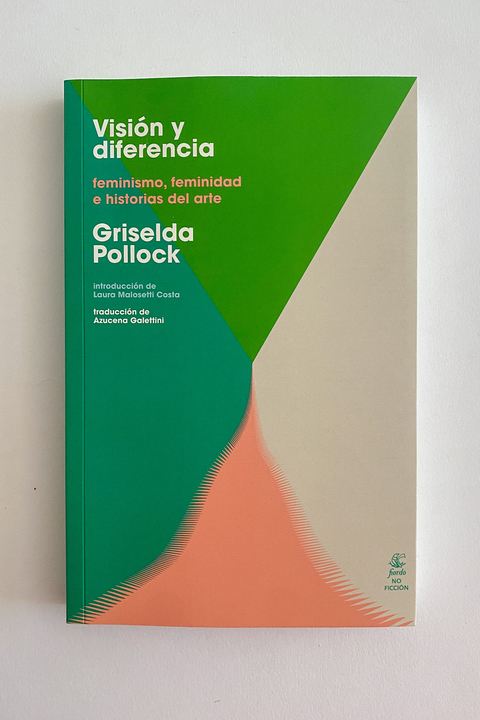 Visión y
diferencia
feminismo, feminidad
e historias del arte
Griselda
Pollock
introducción de
Laura Malosetti Costa
traducción de
Azucena Galettini
fiordo
NO
FICCIÓN